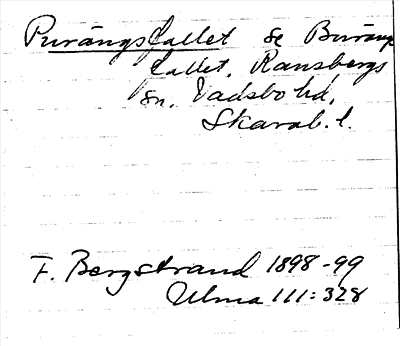 Purängsfallet se Buräng
fallet, Ransbergs
sn. Vadsbo hd,
Skarab. l.
F. Bergstrand 1898-99
Ulma 111:328